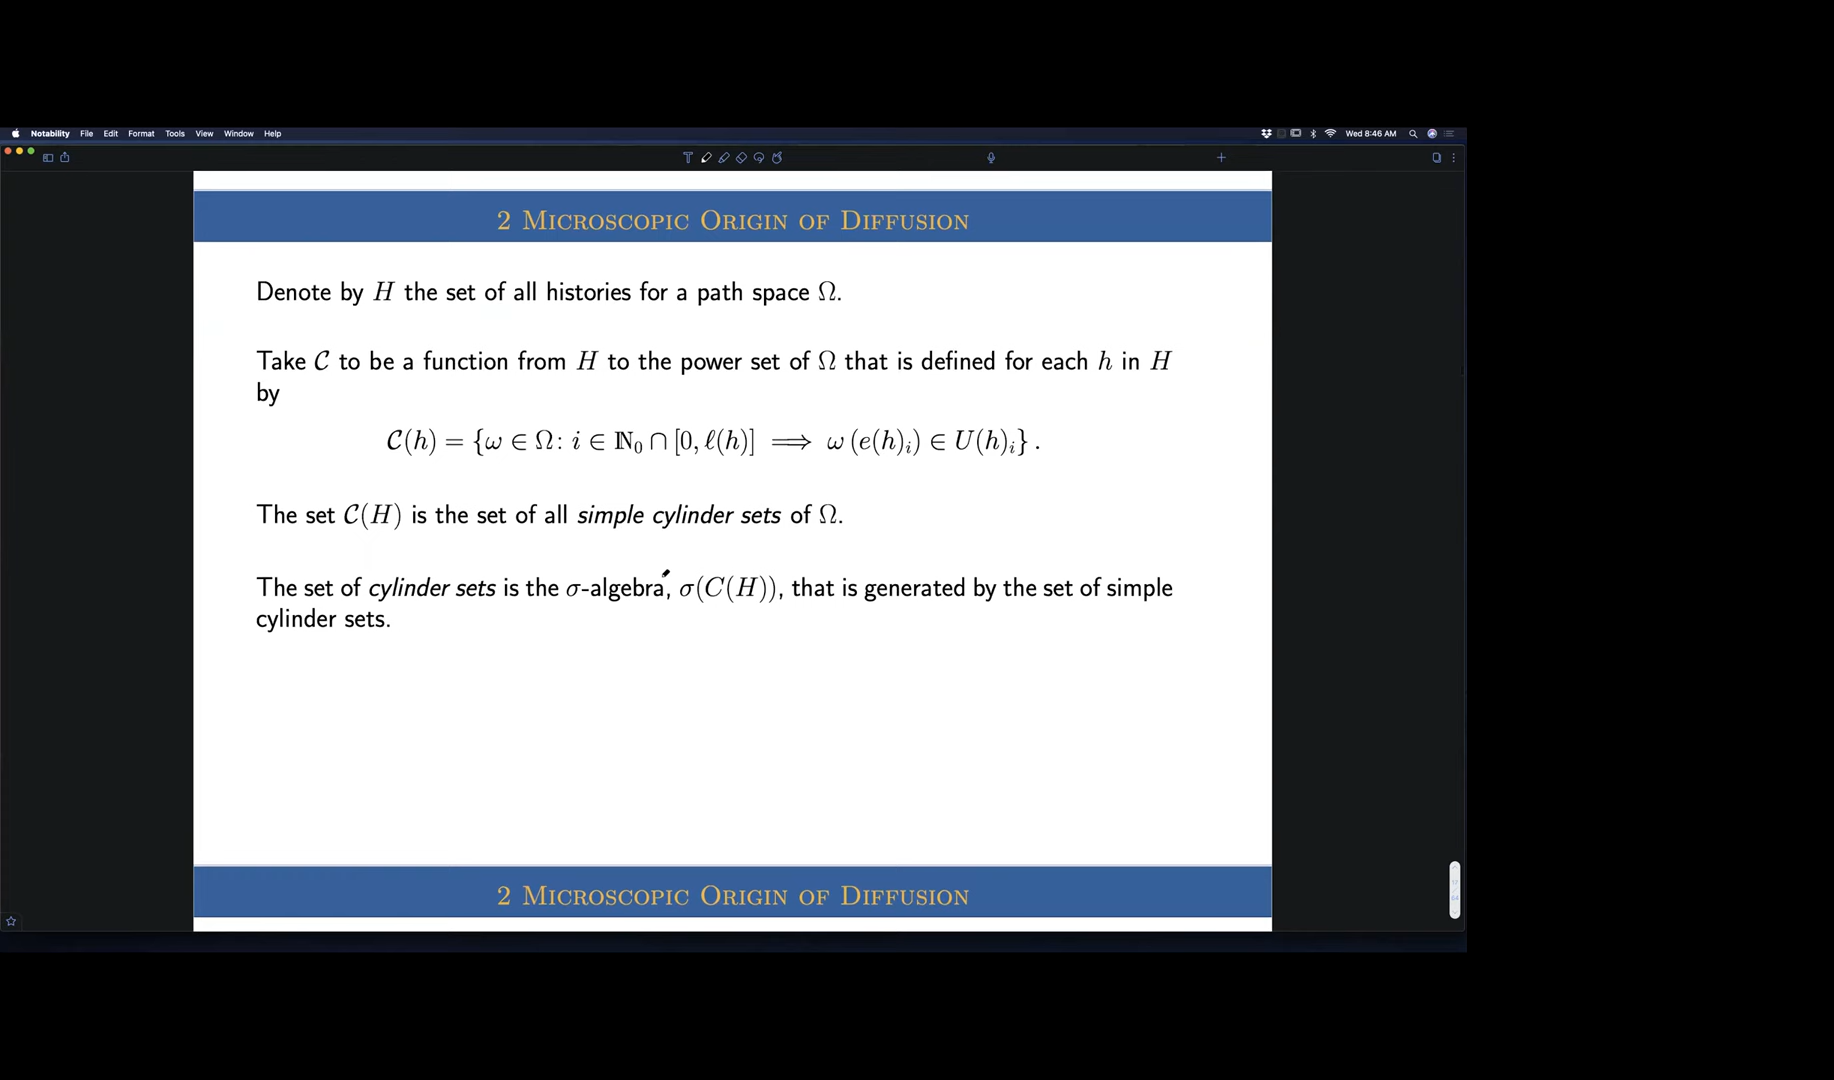 Notability File Edit Format Tools View Window Help Wed 8:46 AM
2 Microscopic Origin of Diffusion
Denote by H the set of all histories for a path space Ω.
Take 𝒞 to be a function from H to the power set of Ω that is defined for each h in H
by
𝒞(h) = {ω ∈ Ω: i ∈ ℕ₀ ∩ [0, ℓ(h)] ⟹ ω (e(h)ᵢ) ∈ U(h)ᵢ} .
The set 𝒞(H) is the set of all simple cylinder sets of Ω.
The set of cylinder sets is the σ-algebra, σ(C(H)), that is generated by the set of simple
cylinder sets.
2 Microscopic Origin of Diffusion